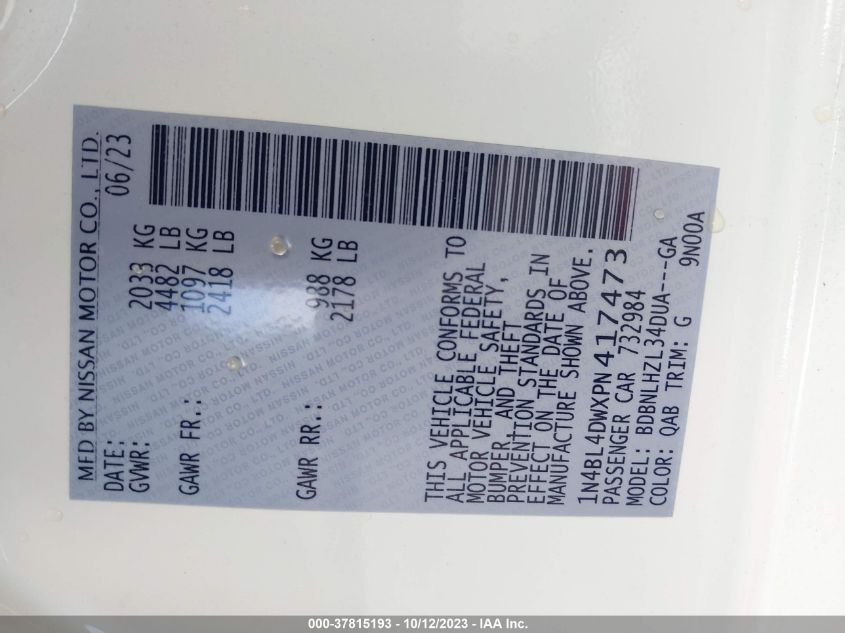 MFD BY NISSAN MOTOR CO., LTD.
DATE: 06/23
GVWR: 2033 KG
4482 LB
GAWR FR.: 1097 KG
2418 LB
GAWR RR.: 988 KG
2178 LB
THIS VEHICLE CONFORMS TO
ALL APPLICABLE FEDERAL
MOTOR VEHICLE SAFETY,
BUMPER, AND THEFT
PREVENTION STANDARDS IN
EFFECT ON THE DATE OF
MANUFACTURE SHOWN ABOVE.
1N4BL4DWXPN417473
PASSENGER CAR 732984
MODEL: BDBNLHZL34DUA---GA
COLOR: QAB TRIM: G 9N00A
000-37815193 - 10/12/2023 - IAA Inc.